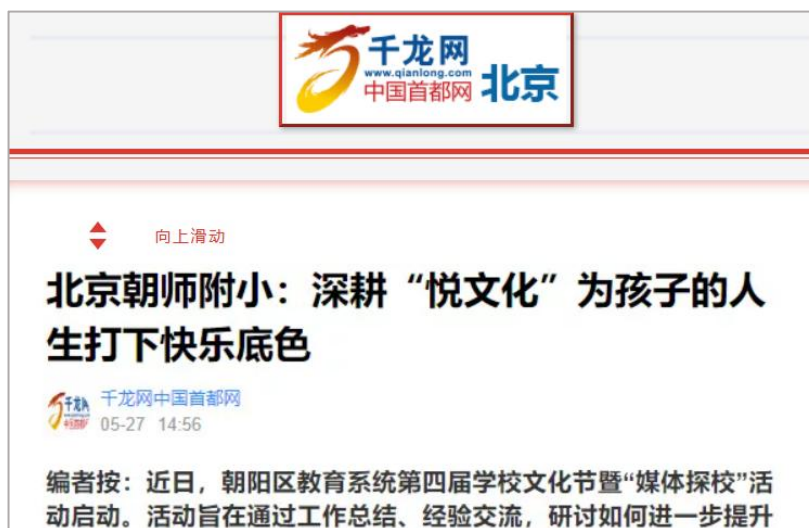 千龙网
www.qianlong.com
中国首都网 北京
向上滑动
北京朝师附小：深耕“悦文化”为孩子的人
生打下快乐底色
千龙网
千龙网中国首都网
05-27 14:56
编者按：近日，朝阳区教育系统第四届学校文化节暨“媒体探校”活
动启动。活动旨在通过工作总结、经验交流，研讨如何进一步提升